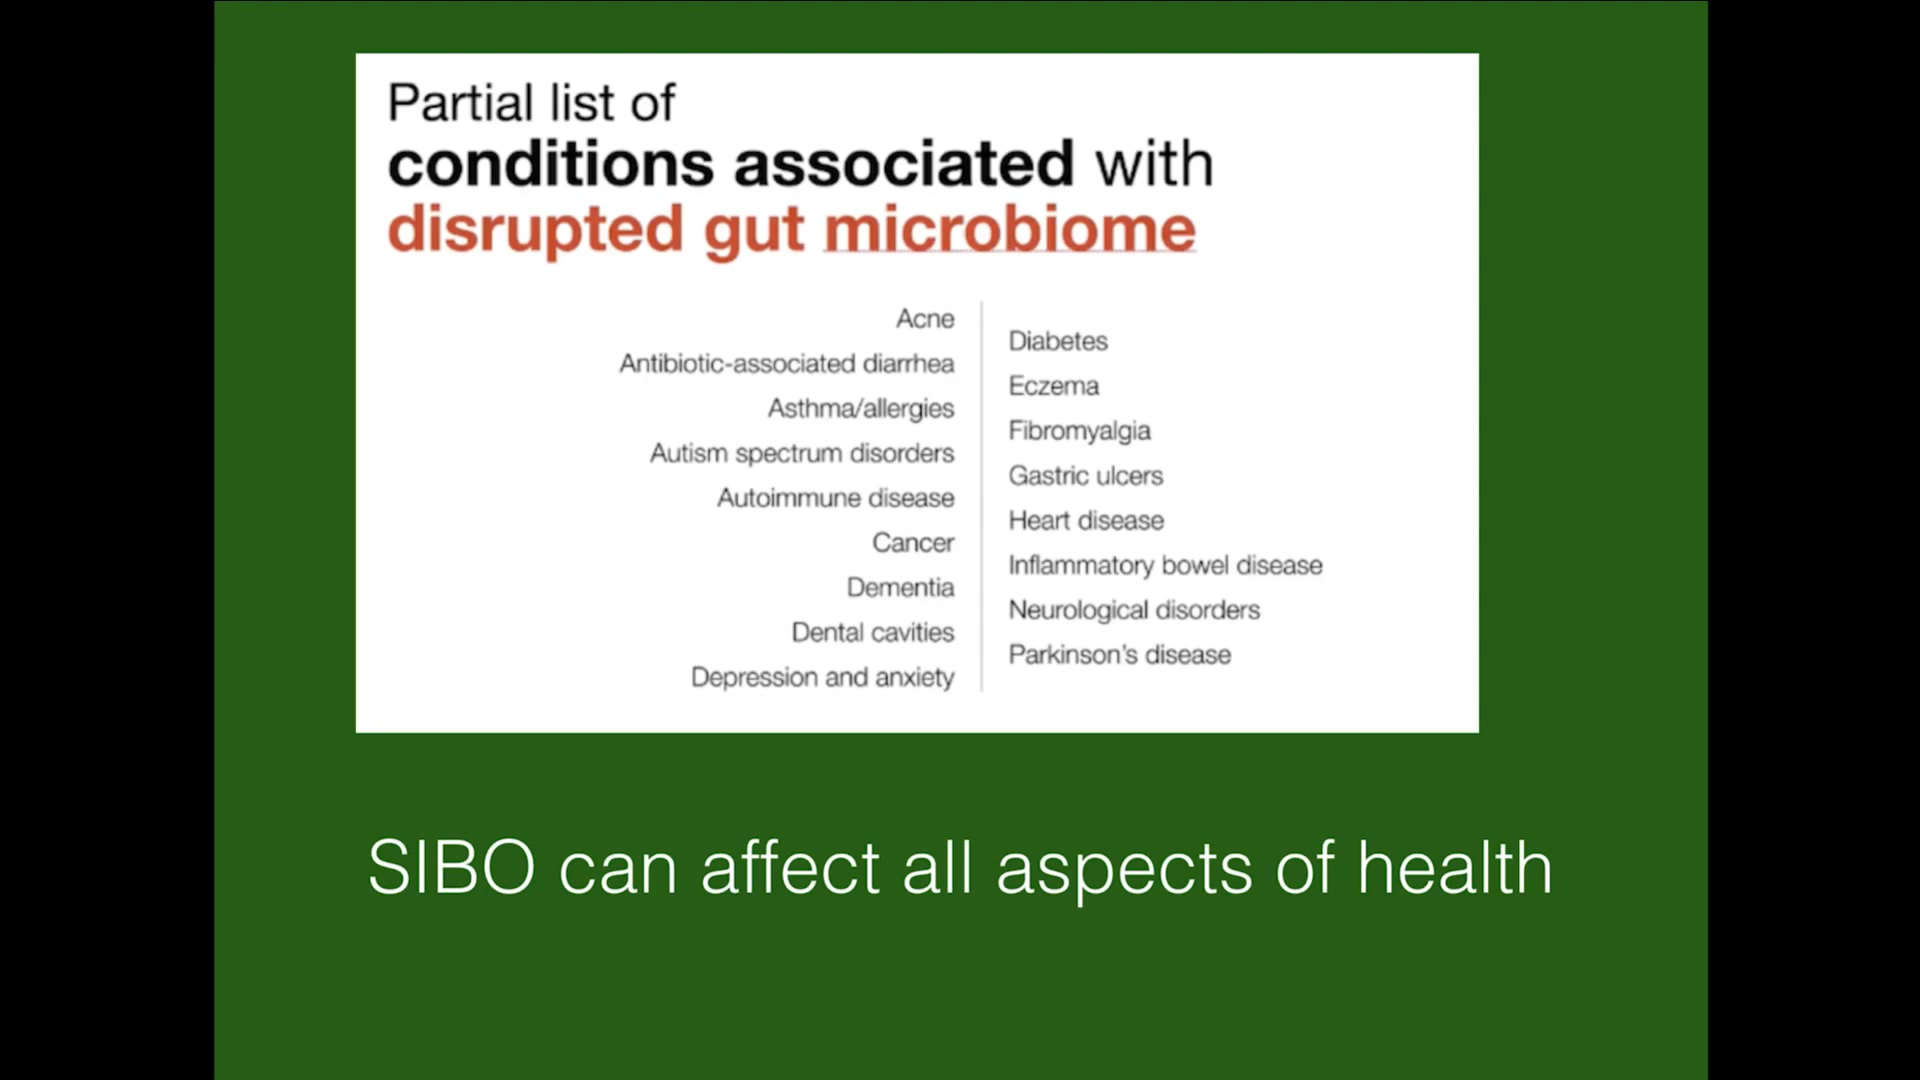 Partial list of
conditions associated with
disrupted gut microbiome
Acne
Antibiotic-associated diarrhea
Asthma/allergies
Autism spectrum disorders
Autoimmune disease
Cancer
Dementia
Dental cavities
Depression and anxiety
Diabetes
Eczema
Fibromyalgia
Gastric ulcers
Heart disease
Inflammatory bowel disease
Neurological disorders
Parkinson's disease
SIBO can affect all aspects of health